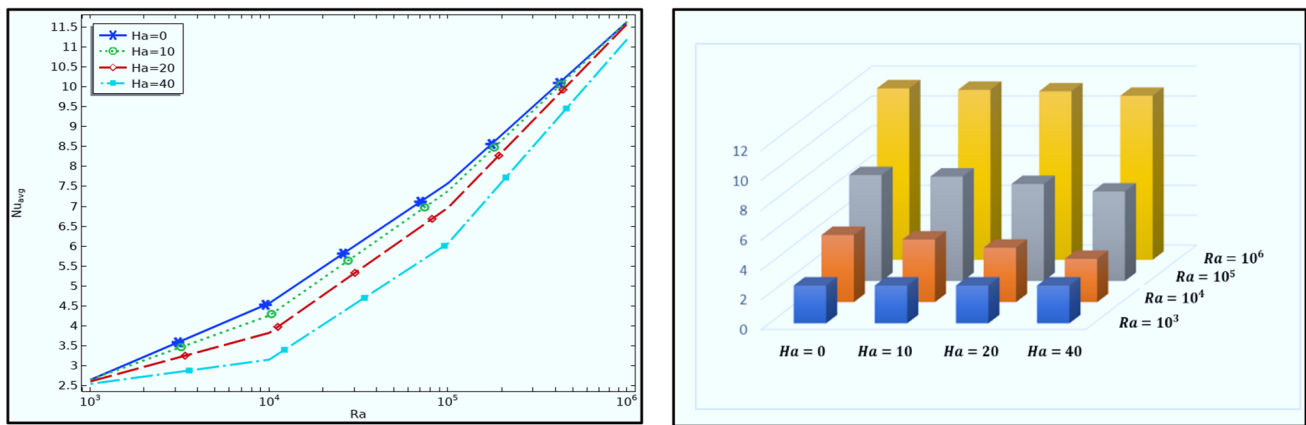 11.5
11
10.5
10
9.5
9
8.5
8
7.5
7
6.5
6
5.5
5
4.5
4
3.5
3
2.5
Nu_avg
Ha=0
Ha=10
Ha=20
Ha=40
10³ 10⁴ 10⁵ 10⁶
Ra
12
10
8
6
4
2
0
Ha = 0 Ha = 10 Ha = 20 Ha = 40
Ra = 10⁶
Ra = 10⁵
Ra = 10⁴
Ra = 10³